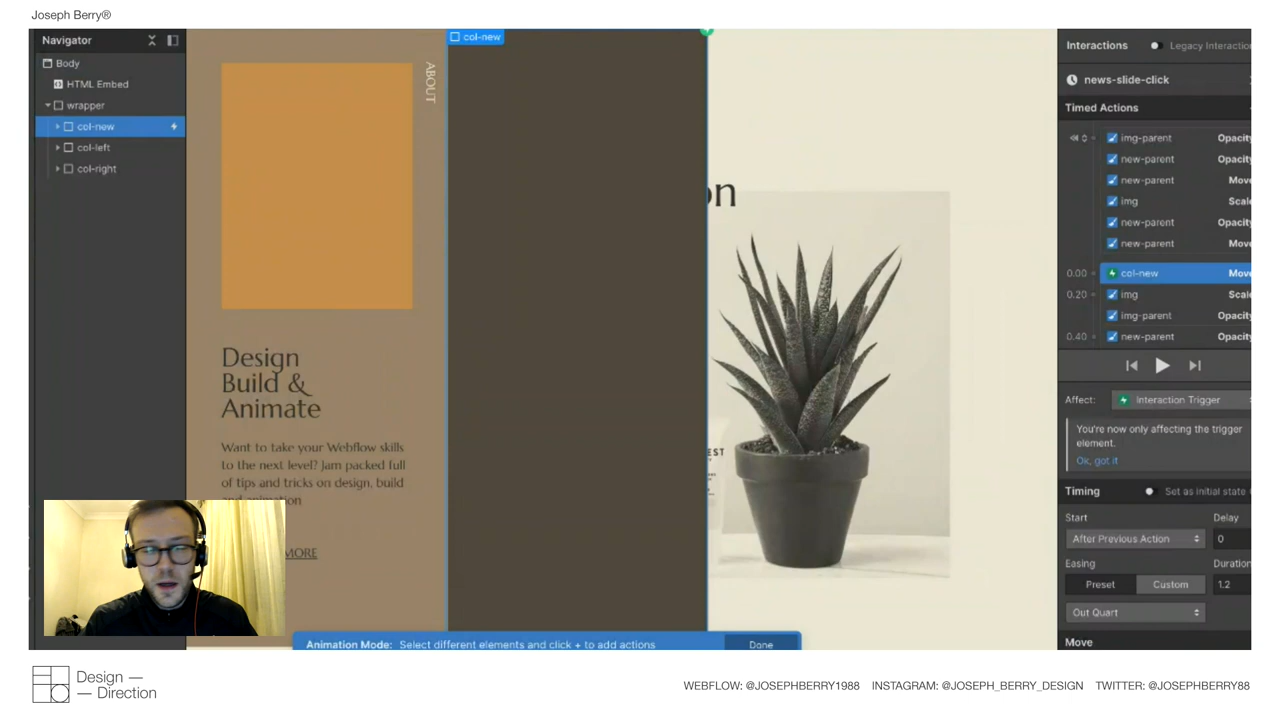 Joseph Berry®
Navigator
Body
HTML Embed
wrapper
col-new
col-left
col-right
ABOUT
Design
Build &
Animate
Want to take your Webflow skills
to the next level? Jam packed full
of tips and tricks on design, build
and animation
MORE
col-new
on
EST
Animation Mode: Select different elements and click + to add actions
Done
Interactions
Legacy Interactio
news-slide-click
Timed Actions
img-parent Opacity
new-parent Opacity
new-parent Move
img Scale
new-parent Opacity
new-parent Move
0.00 col-new Move
0.20 img Scale
img-parent Opacity
0.40 new-parent Opacity
Affect: Interaction Trigger
You're now only affecting the trigger
element.
Ok, got it
Timing Set as initial state
Start Delay
After Previous Action 0
Easing Duration
Preset Custom 1.2
Out Quart
Move
Design —
— Direction
WEBFLOW: @JOSEPHBERRY1988 INSTAGRAM: @JOSEPH_BERRY_DESIGN TWITTER: @JOSEPHBERRY88